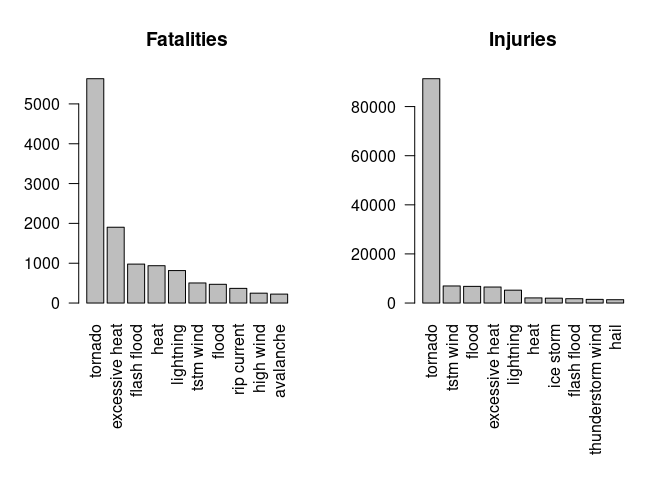 Fatalities
5000
4000
3000
2000
1000
0
tornado
excessive heat
flash flood
heat
lightning
tstm wind
flood
rip current
high wind
avalanche
Injuries
80000
60000
40000
20000
0
tornado
tstm wind
flood
excessive heat
lightning
heat
ice storm
flash flood
thunderstorm wind
hail